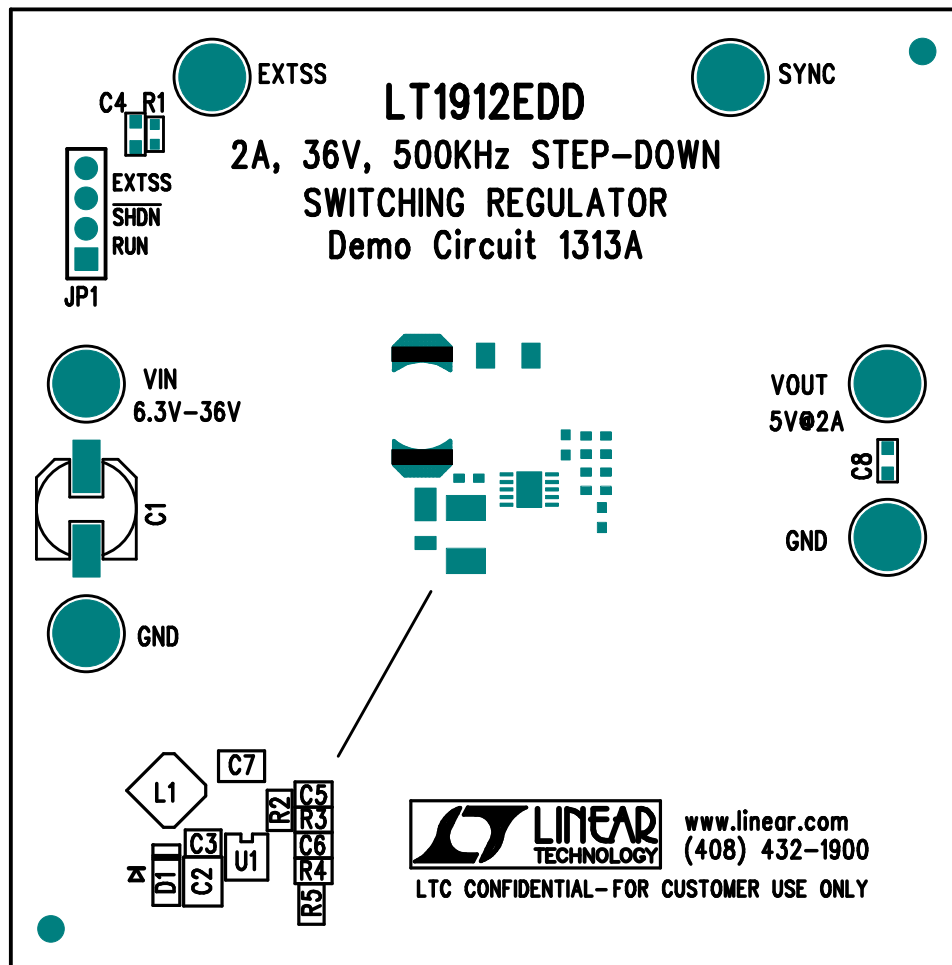 EXTSS
SYNC
LT1912EDD
2A, 36V, 500KHz STEP-DOWN
SWITCHING REGULATOR
Demo Circuit 1313A
C4 R1
EXTSS
SHDN
RUN
JP1
VIN
6.3V-36V
VOUT
5V@2A
C8
C1
GND
GND
C7
L1
R2
C5
R3
C3
U1
C6
D1
C2
R4
R5
LINEAR
TECHNOLOGY
www.linear.com
(408) 432-1900
LTC CONFIDENTIAL-FOR CUSTOMER USE ONLY